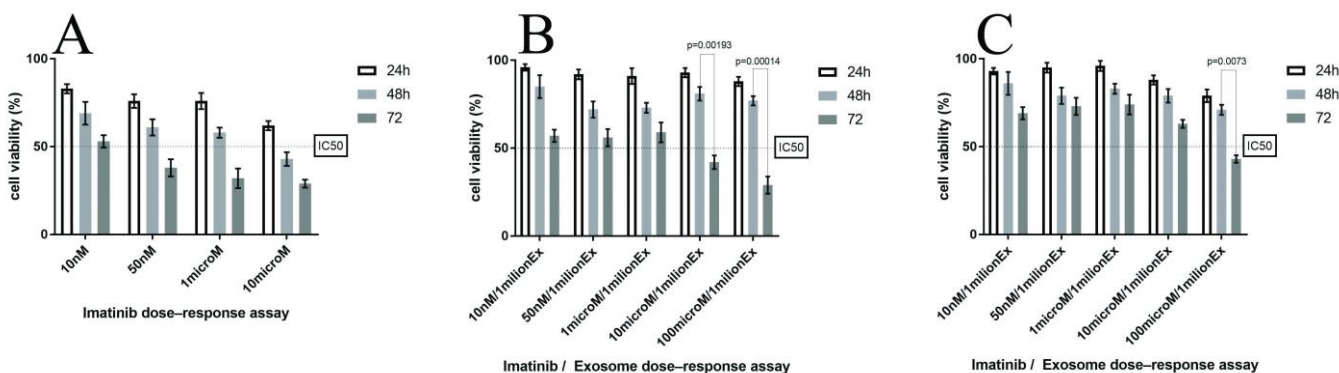 A
cell viability (%)
100
50
0
24h
48h
72
IC50
10nM
50nM
1microM
10microM
Imatinib dose–response assay
B
cell viability (%)
100
50
0
p=0.00193
p=0.00014
24h
48h
72
IC50
10nM/1milionEx
50nM/1milionEx
1microM/1milionEx
10microM/1milionEx
100microM/1milionEx
Imatinib / Exosome dose–response assay
C
cell viability (%)
100
50
0
p=0.0073
24h
48h
72
IC50
10nM/1milionEx
50nM/1milionEx
1microM/1milionEx
10microM/1milionEx
100microM/1milionEx
Imatinib / Exosome dose–response assay